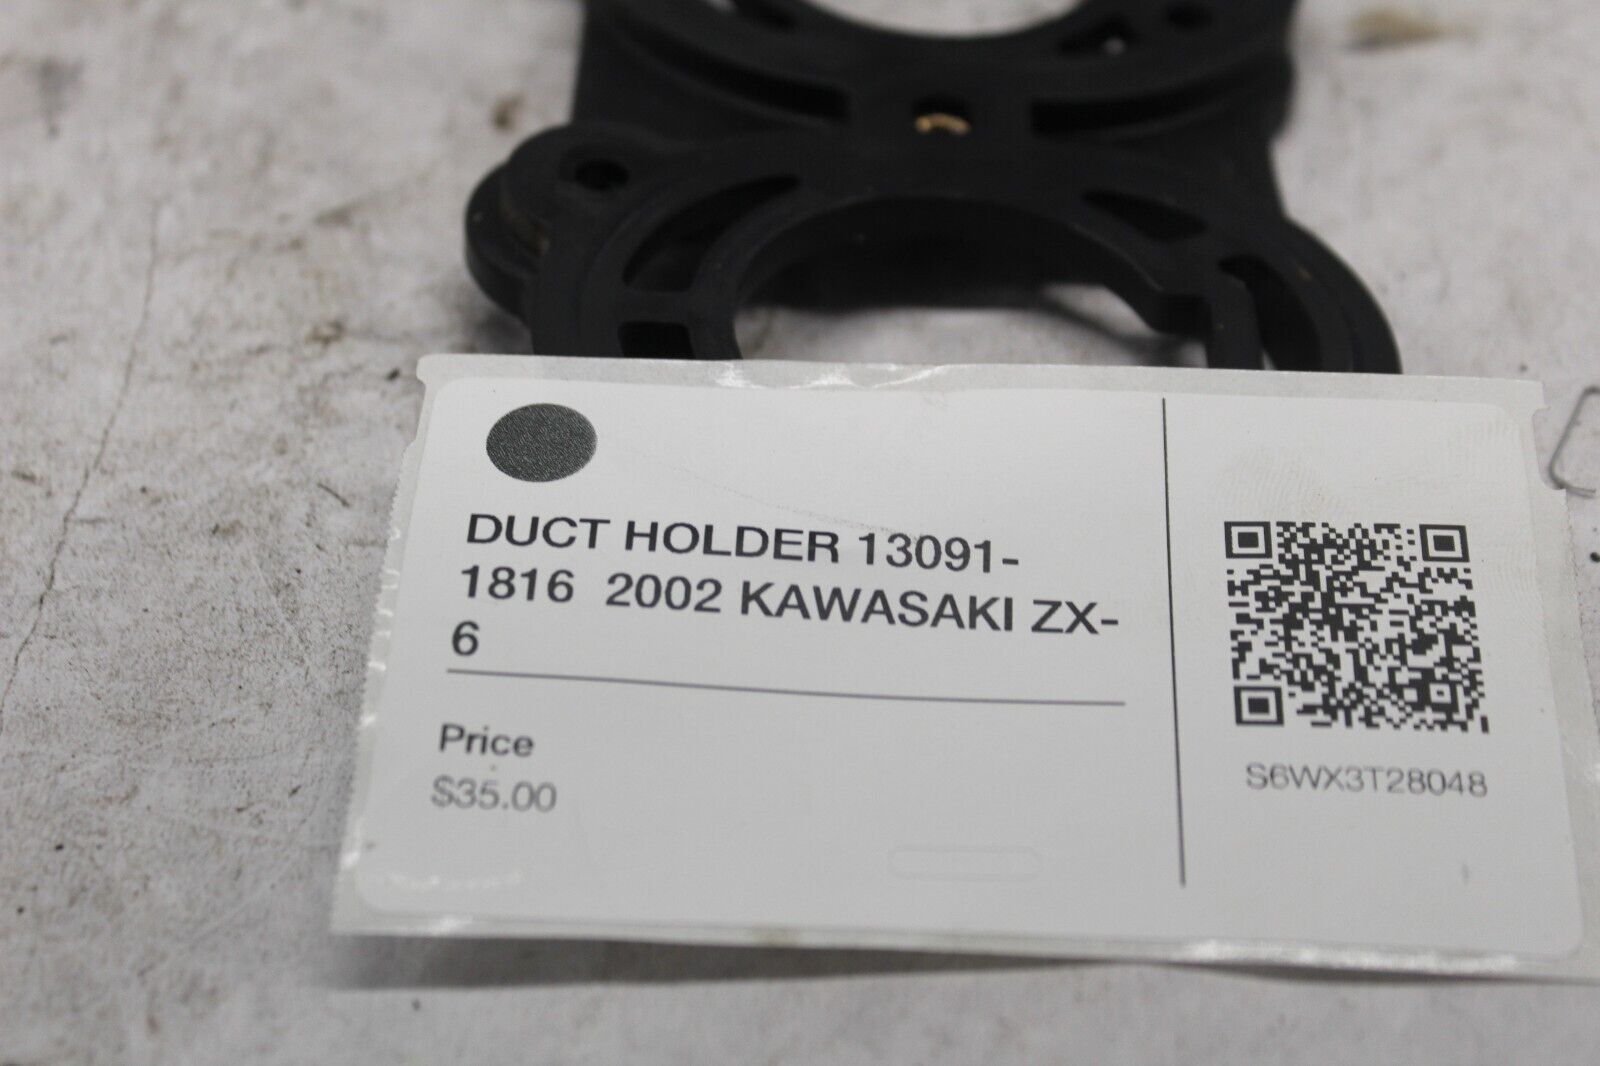 DUCT HOLDER 13091-
1816  2002 KAWASAKI ZX-
6
Price
$35.00
S6WX3T28048